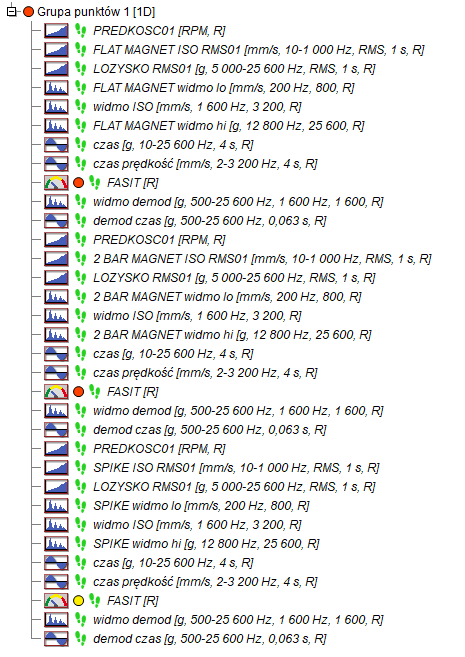 Grupa punktów 1 [1D]
PREDKOSC01 [RPM, R]
FLAT MAGNET ISO RMS01 [mm/s, 10-1 000 Hz, RMS, 1 s, R]
LOZYSKO RMS01 [g, 5 000-25 600 Hz, RMS, 1 s, R]
FLAT MAGNET widmo lo [mm/s, 200 Hz, 800, R]
widmo ISO [mm/s, 1 600 Hz, 3 200, R]
FLAT MAGNET widmo hi [g, 12 800 Hz, 25 600, R]
czas [g, 10-25 600 Hz, 4 s, R]
czas prędkość [mm/s, 2-3 200 Hz, 4 s, R]
FASIT [R]
widmo demod [g, 500-25 600 Hz, 1 600 Hz, 1 600, R]
demod czas [g, 500-25 600 Hz, 0,063 s, R]
PREDKOSC01 [RPM, R]
2 BAR MAGNET ISO RMS01 [mm/s, 10-1 000 Hz, RMS, 1 s, R]
LOZYSKO RMS01 [g, 5 000-25 600 Hz, RMS, 1 s, R]
2 BAR MAGNET widmo lo [mm/s, 200 Hz, 800, R]
widmo ISO [mm/s, 1 600 Hz, 3 200, R]
2 BAR MAGNET widmo hi [g, 12 800 Hz, 25 600, R]
czas [g, 10-25 600 Hz, 4 s, R]
czas prędkość [mm/s, 2-3 200 Hz, 4 s, R]
FASIT [R]
widmo demod [g, 500-25 600 Hz, 1 600 Hz, 1 600, R]
demod czas [g, 500-25 600 Hz, 0,063 s, R]
PREDKOSC01 [RPM, R]
SPIKE ISO RMS01 [mm/s, 10-1 000 Hz, RMS, 1 s, R]
LOZYSKO RMS01 [g, 5 000-25 600 Hz, RMS, 1 s, R]
SPIKE widmo lo [mm/s, 200 Hz, 800, R]
widmo ISO [mm/s, 1 600 Hz, 3 200, R]
SPIKE widmo hi [g, 12 800 Hz, 25 600, R]
czas [g, 10-25 600 Hz, 4 s, R]
czas prędkość [mm/s, 2-3 200 Hz, 4 s, R]
FASIT [R]
widmo demod [g, 500-25 600 Hz, 1 600 Hz, 1 600, R]
demod czas [g, 500-25 600 Hz, 0,063 s, R]